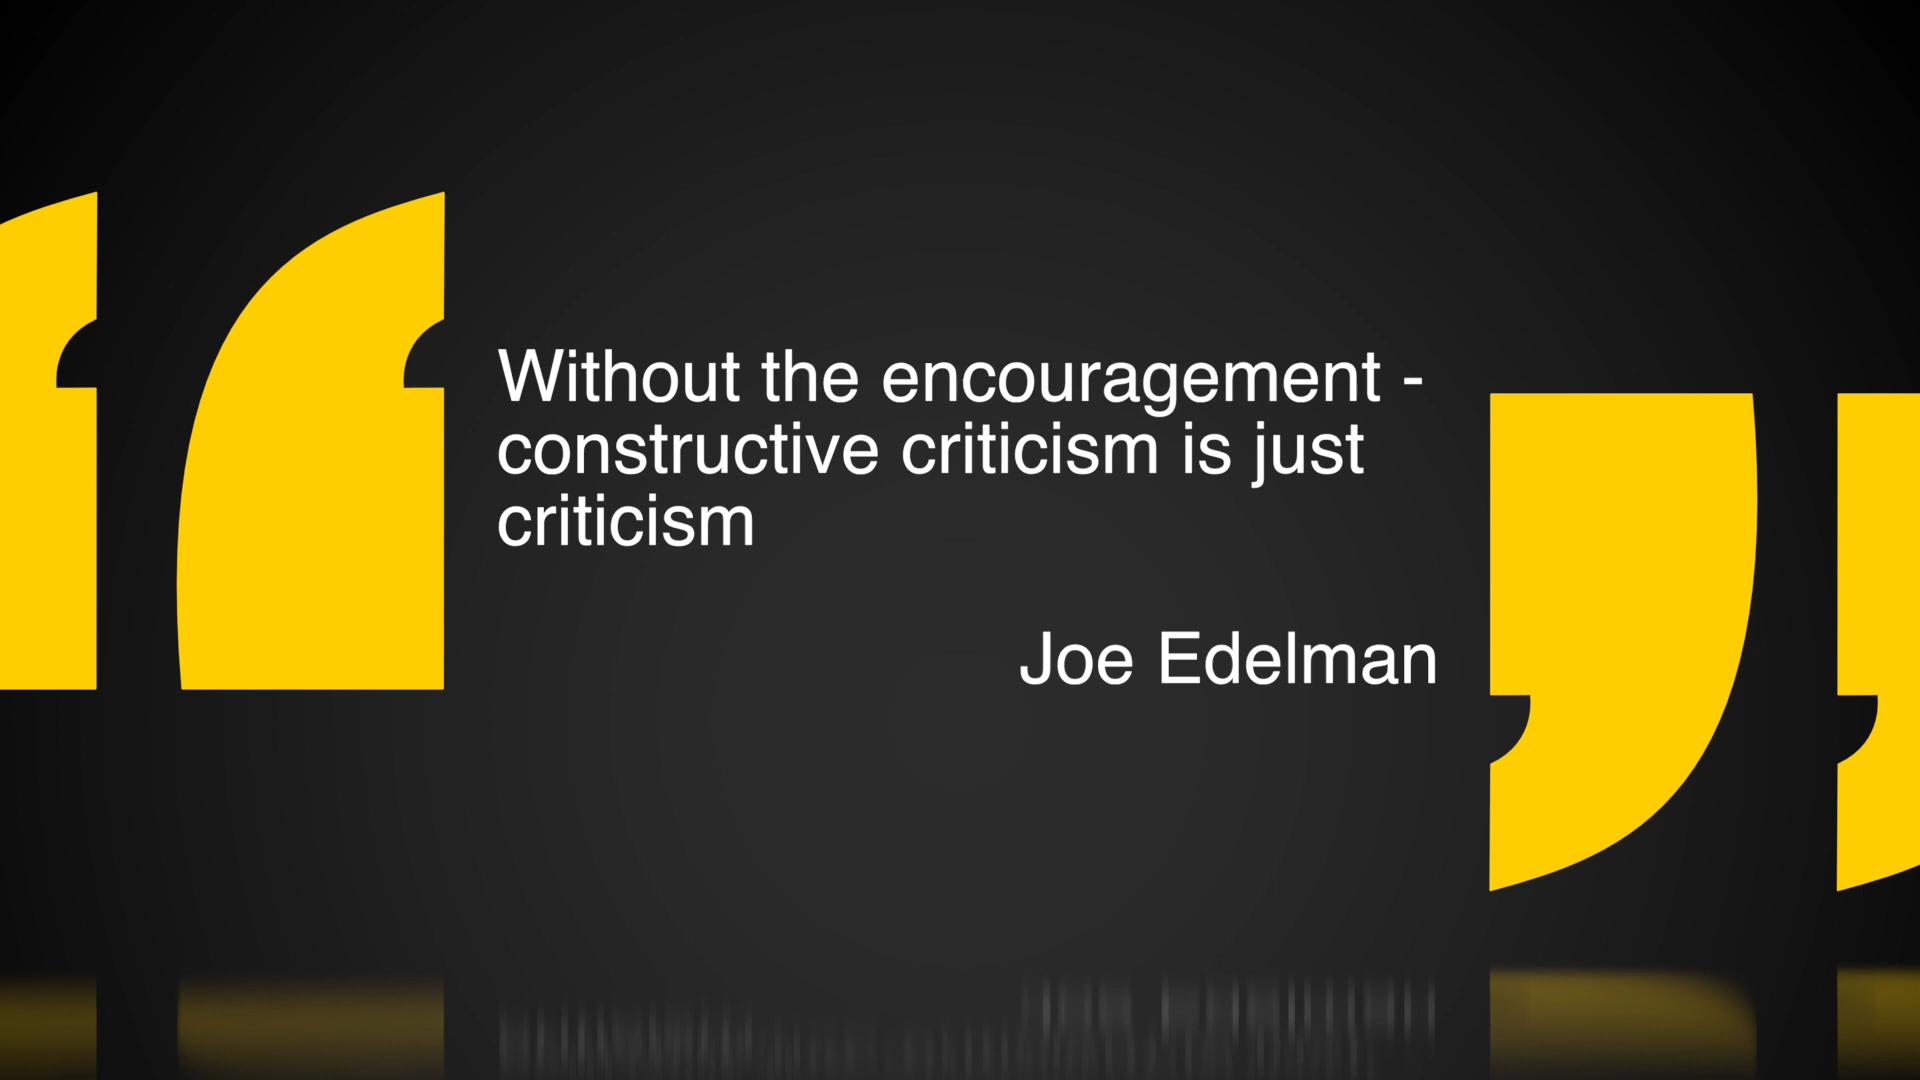 Without the encouragement -
constructive criticism is just
criticism
Joe Edelman